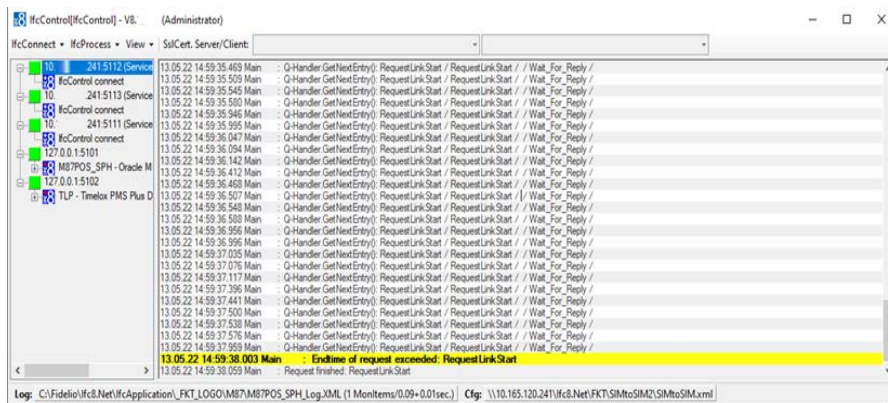 IfcControl[IfcControl] - V8. (Administrator)
IfcConnect IfcProcess View SslCert. Server/Client:
10. 241:5112 (Service
IfcControl connect
10. .241:5113 (Service
IfcControl connect
10. 241:5111 (Service
IfcControl connect
127.0.0.1:5101
M87POS_SPH - Oracle M
127.0.0.1:5102
TLP - Timelox PMS Plus D
13.05.22 14:59:35.469 Main : Q-Handler.GetNextEntry(): RequestLinkStart / RequestLinkStart / / Wait_For_Reply /
13.05.22 14:59:35.509 Main : Q-Handler.GetNextEntry(): RequestLinkStart / RequestLinkStart / / Wait_For_Reply /
13.05.22 14:59:35.545 Main : Q-Handler.GetNextEntry(): RequestLinkStart / RequestLinkStart / / Wait_For_Reply /
13.05.22 14:59:35.580 Main : Q-Handler.GetNextEntry(): RequestLinkStart / RequestLinkStart / / Wait_For_Reply /
13.05.22 14:59:35.946 Main : Q-Handler.GetNextEntry(): RequestLinkStart / RequestLinkStart / / Wait_For_Reply /
13.05.22 14:59:35.995 Main : Q-Handler.GetNextEntry(): RequestLinkStart / RequestLinkStart / / Wait_For_Reply /
13.05.22 14:59:36.047 Main : Q-Handler.GetNextEntry(): RequestLinkStart / RequestLinkStart / / Wait_For_Reply /
13.05.22 14:59:36.094 Main : Q-Handler.GetNextEntry(): RequestLinkStart / RequestLinkStart / / Wait_For_Reply /
13.05.22 14:59:36.142 Main : Q-Handler.GetNextEntry(): RequestLinkStart / RequestLinkStart / / Wait_For_Reply /
13.05.22 14:59:36.412 Main : Q-Handler.GetNextEntry(): RequestLinkStart / RequestLinkStart / / Wait_For_Reply /
13.05.22 14:59:36.468 Main : Q-Handler.GetNextEntry(): RequestLinkStart / RequestLinkStart / / Wait_For_Reply /
13.05.22 14:59:36.507 Main : Q-Handler.GetNextEntry(): RequestLinkStart / RequestLinkStart / / Wait_For_Reply /
13.05.22 14:59:36.548 Main : Q-Handler.GetNextEntry(): RequestLinkStart / RequestLinkStart / / Wait_For_Reply /
13.05.22 14:59:36.588 Main : Q-Handler.GetNextEntry(): RequestLinkStart / RequestLinkStart / / Wait_For_Reply /
13.05.22 14:59:36.956 Main : Q-Handler.GetNextEntry(): RequestLinkStart / RequestLinkStart / / Wait_For_Reply /
13.05.22 14:59:36.996 Main : Q-Handler.GetNextEntry(): RequestLinkStart / RequestLinkStart / / Wait_For_Reply /
13.05.22 14:59:37.035 Main : Q-Handler.GetNextEntry(): RequestLinkStart / RequestLinkStart / / Wait_For_Reply /
13.05.22 14:59:37.076 Main : Q-Handler.GetNextEntry(): RequestLinkStart / RequestLinkStart / / Wait_For_Reply /
13.05.22 14:59:37.117 Main : Q-Handler.GetNextEntry(): RequestLinkStart / RequestLinkStart / / Wait_For_Reply /
13.05.22 14:59:37.396 Main : Q-Handler.GetNextEntry(): RequestLinkStart / RequestLinkStart / / Wait_For_Reply /
13.05.22 14:59:37.441 Main : Q-Handler.GetNextEntry(): RequestLinkStart / RequestLinkStart / / Wait_For_Reply /
13.05.22 14:59:37.500 Main : Q-Handler.GetNextEntry(): RequestLinkStart / RequestLinkStart / / Wait_For_Reply /
13.05.22 14:59:37.538 Main : Q-Handler.GetNextEntry(): RequestLinkStart / RequestLinkStart / / Wait_For_Reply /
13.05.22 14:59:37.576 Main : Q-Handler.GetNextEntry(): RequestLinkStart / RequestLinkStart / / Wait_For_Reply /
13.05.22 14:59:37.959 Main : Q-Handler.GetNextEntry(): RequestLinkStart / RequestLinkStart / / Wait_For_Reply /
13.05.22 14:59:38.003 Main : Endtime of request exceeded: RequestLinkStart
13.05.22 14:59:38.059 Main : Request finished: RequestLinkStart
Log: C:\Fidelio\Ifc8.Net\IfcApplication\_FKT_LOGO\M87\M87POS_SPH_Log.XML (1 MonItems/0.09+0.01sec.) Cfg: \\10.165.120.241\Ifc8.Net\FKT\SIMtoSIM2\SIMtoSIM.xml